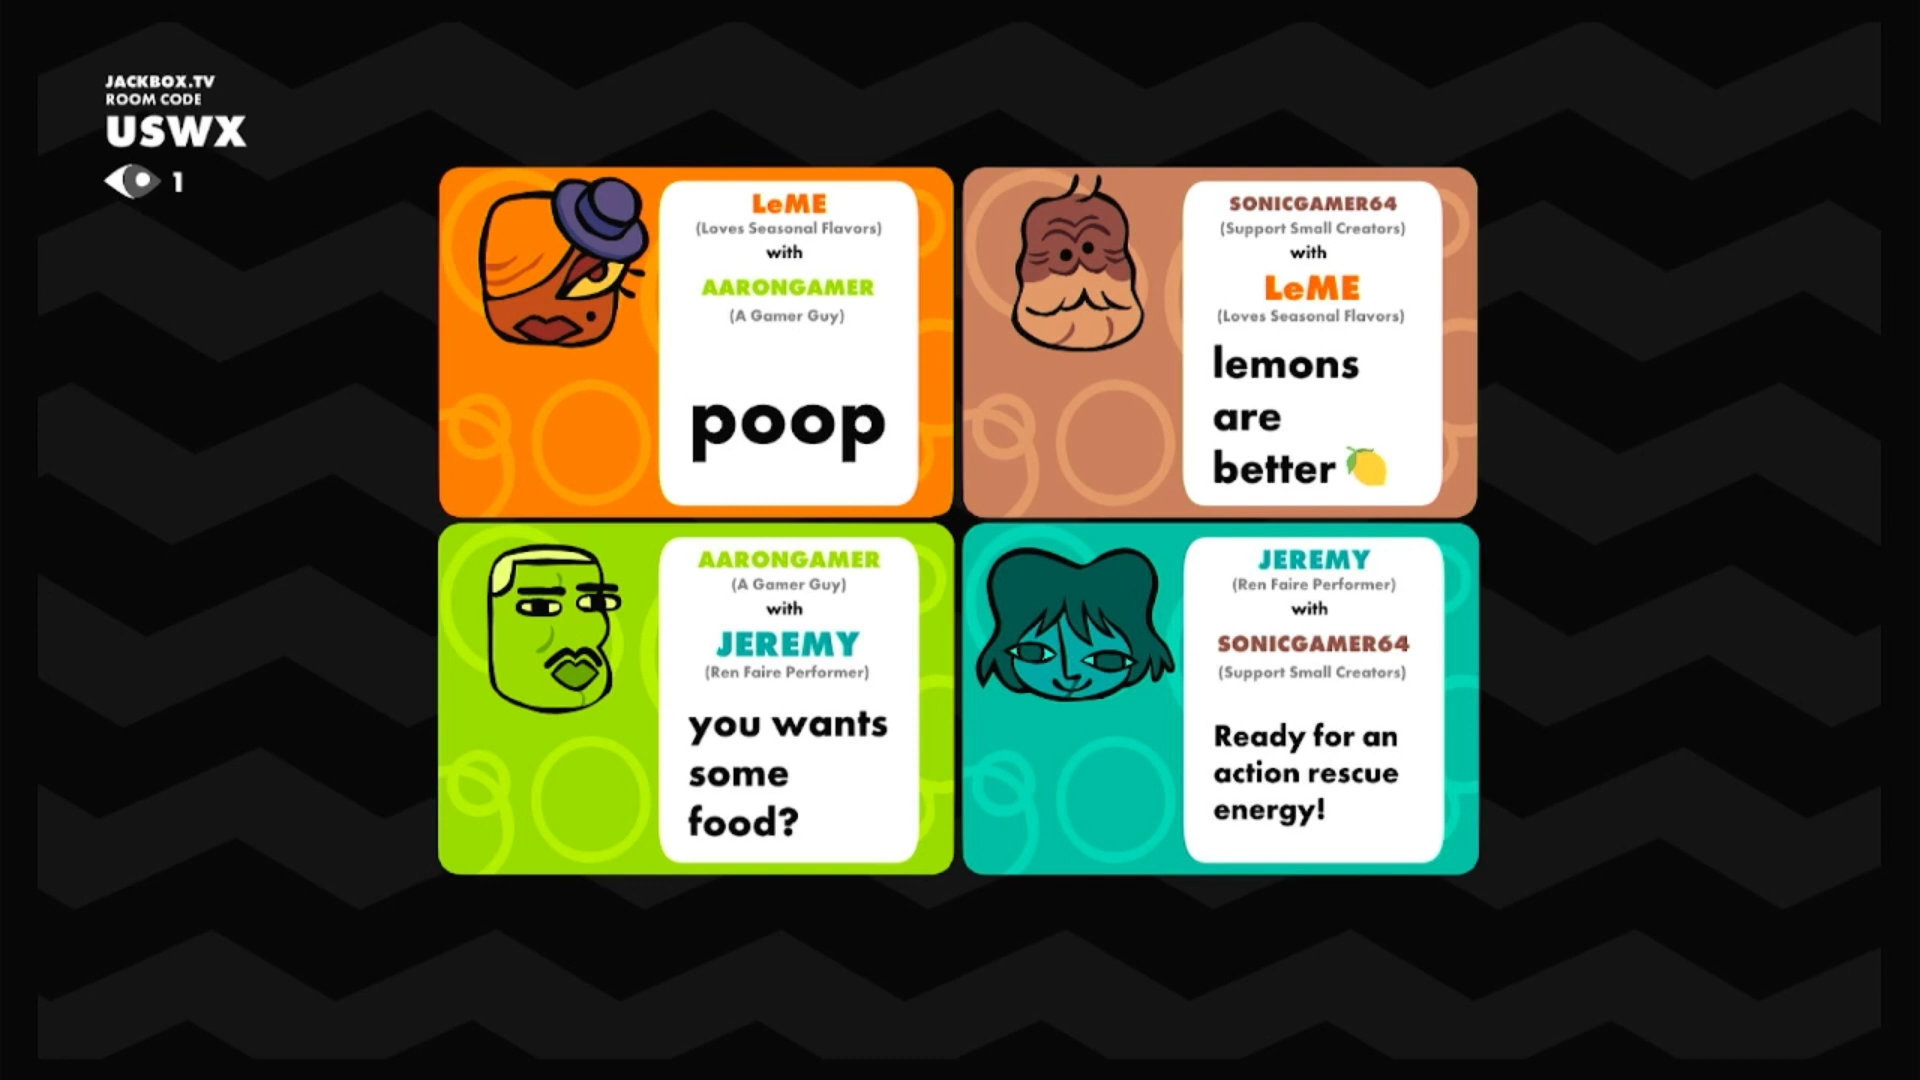 JACKBOX.TV
ROOM CODE
USWX
1
LeME
(Loves Seasonal Flavors)
with
AARONGAMER
(A Gamer Guy)
poop
SONICGAMER64
(Support Small Creators)
with
LeME
(Loves Seasonal Flavors)
lemons
are
better 🍋
AARONGAMER
(A Gamer Guy)
with
JEREMY
(Ren Faire Performer)
you wants
some
food?
JEREMY
(Ren Faire Performer)
with
SONICGAMER64
(Support Small Creators)
Ready for an
action rescue
energy!